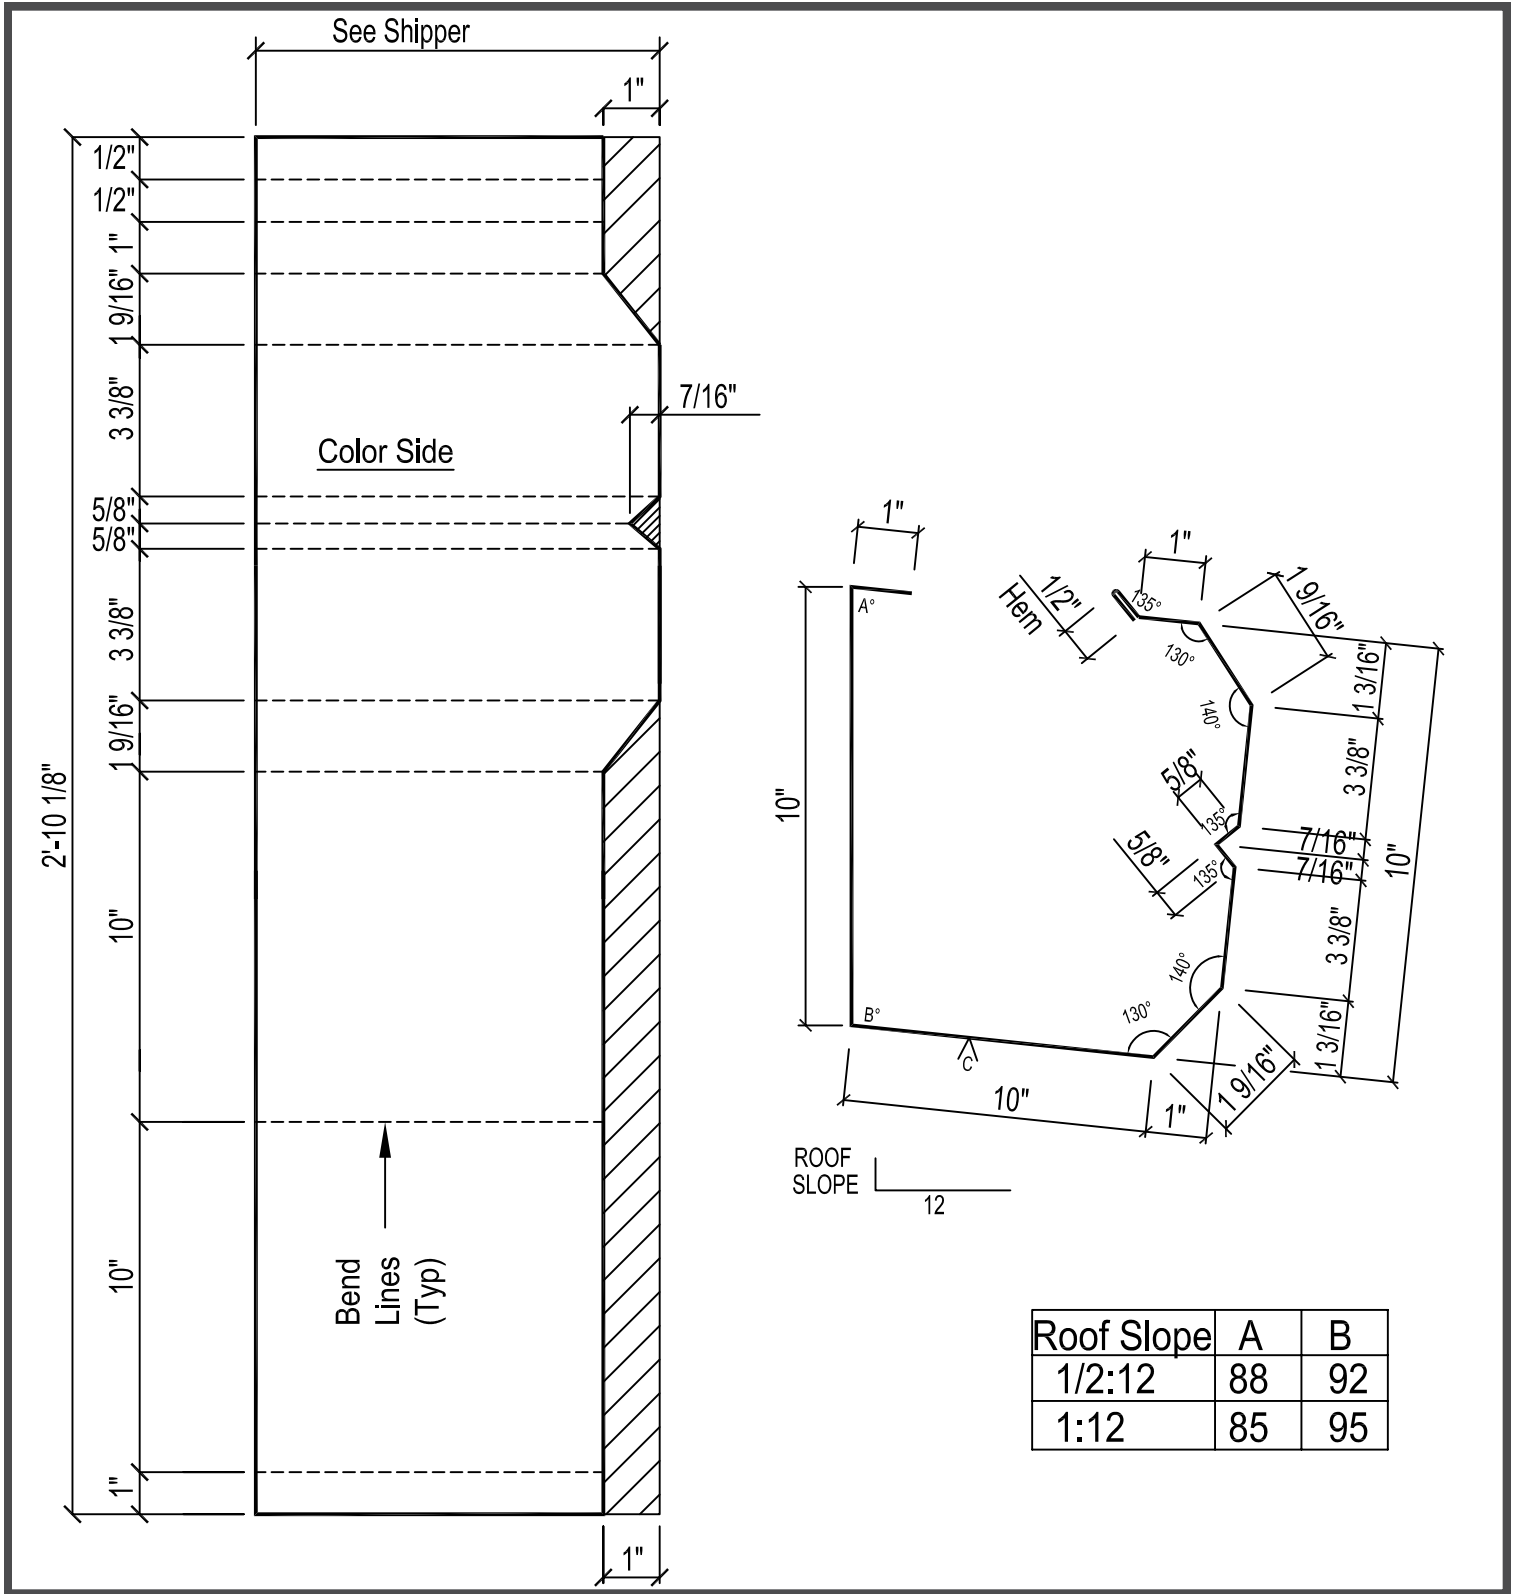 See Shipper
1"
1/2"
1/2"
1"
1 9/16"
3 3/8"
7/16"
Color Side
5/8"
5/8"
3 3/8"
1 9/16"
2'-10 1/8"
10"
10"
Bend
Lines
(Typ)
1"
1"
1"
A°
10"
B°
1/2"
Hem
135°
1"
130°
1 9/16"
140°
1 3/16"
3 3/8"
5/8"
135°
7/16"
7/16"
10"
5/8"
135°
3 3/8"
140°
130°
1 3/16"
1 9/16"
C
10"
1"
ROOF
SLOPE
12
Roof Slope A B
1/2:12 88 92
1:12 85 95